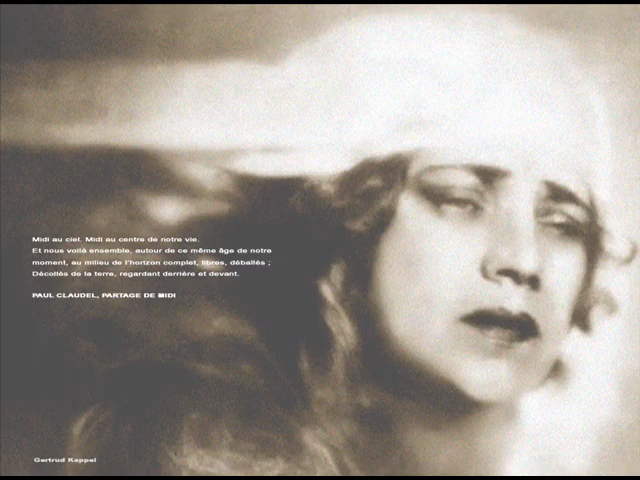 Midi au ciel. Midi au centre de notre vie.
Et nous voilà ensemble, autour de ce même âge de notre
moment, au milieu de l'horizon complet, libres, déballés ;
Décollés de la terre, regardant derrière et devant.
PAUL CLAUDEL, PARTAGE DE MIDI
Gertrud Kappel